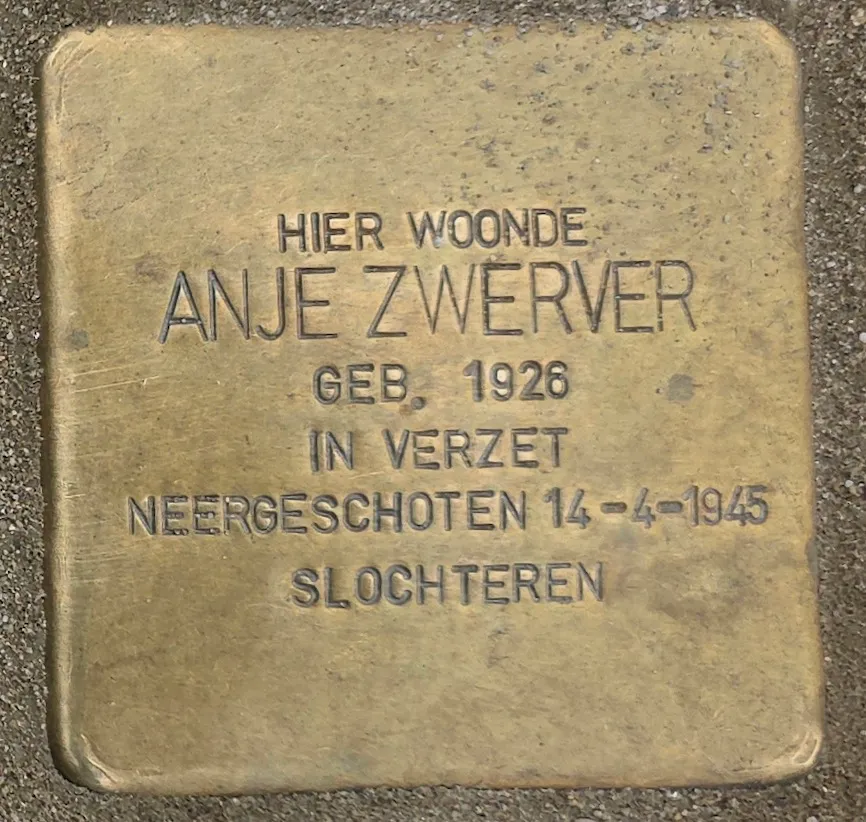 HIER WOONDE
ANJE ZWERVER
GEB. 1926
IN VERZET
NEERGESCHOTEN 14-4-1945
SLOCHTEREN